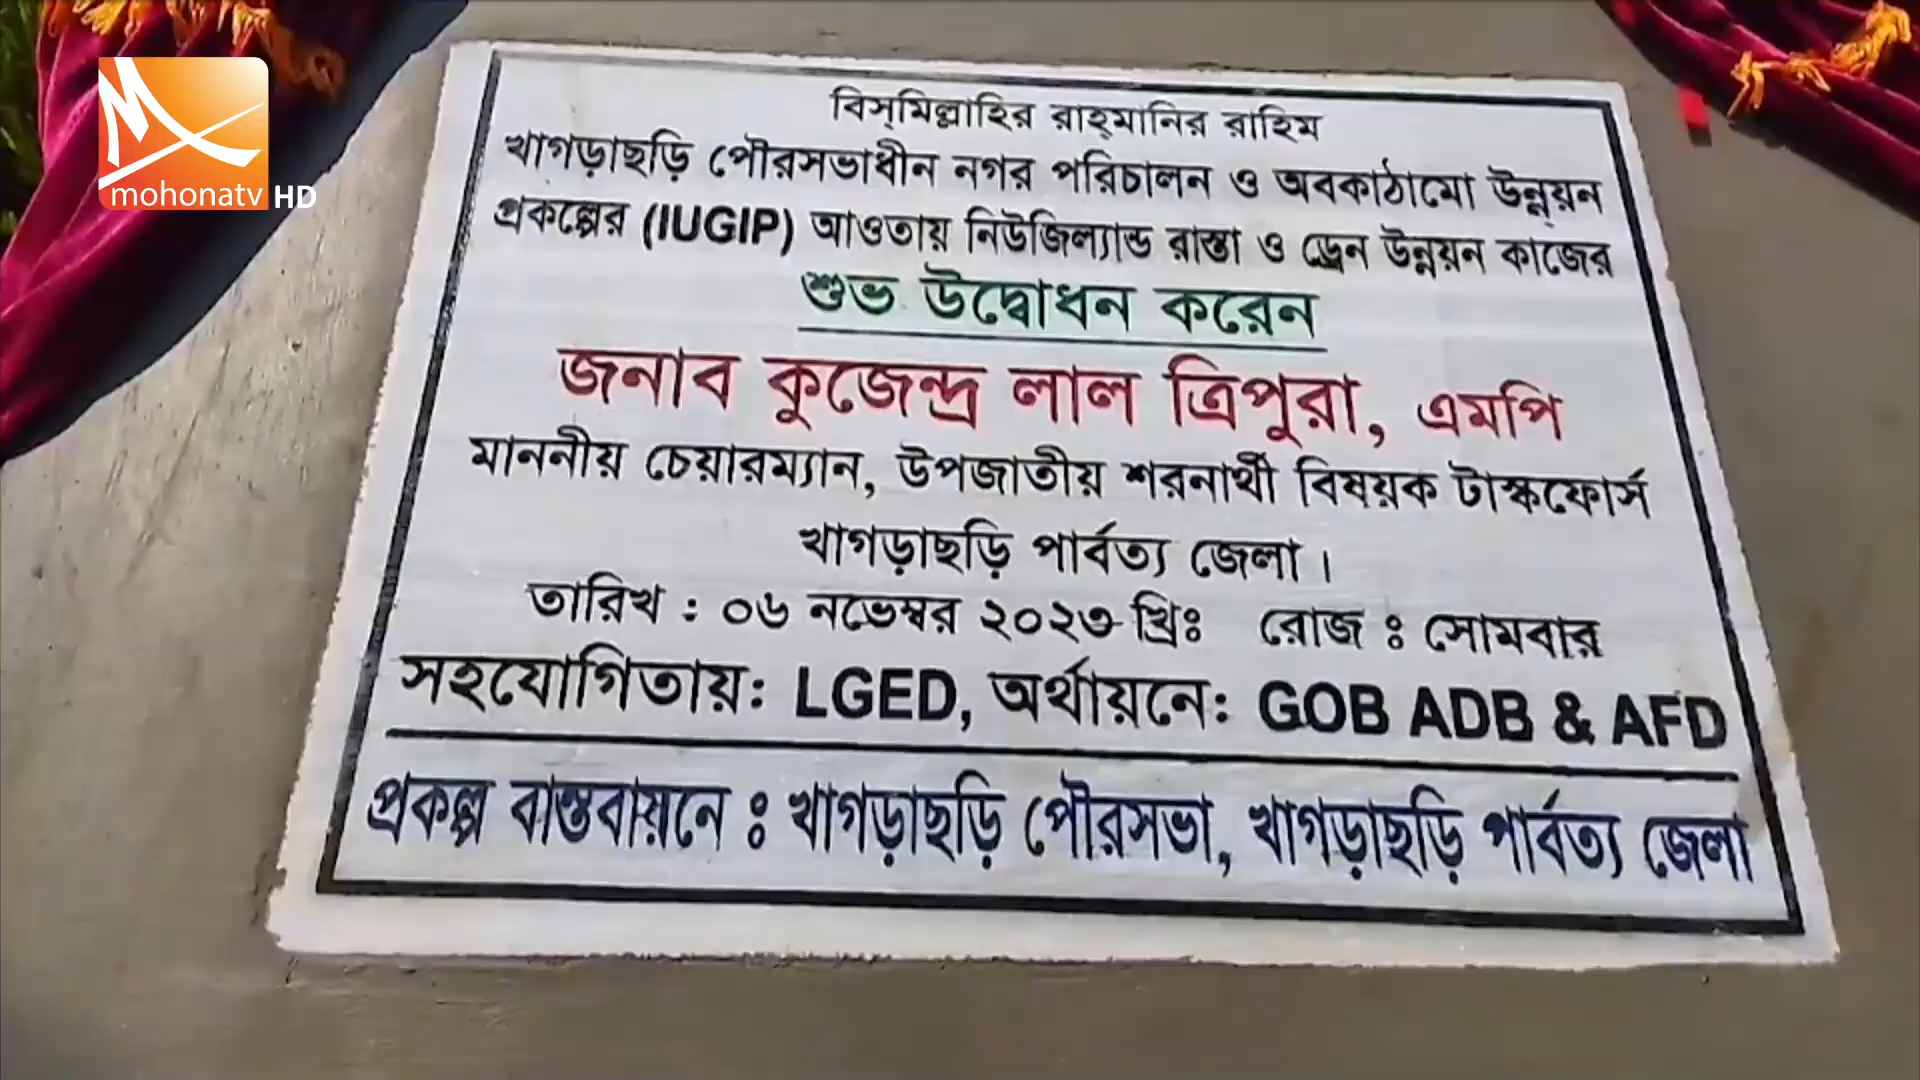 mohonatv HD
বিস্‌মিল্লাহির রাহ্‌মানির রাহিম
খাগড়াছড়ি পৌরসভাধীন নগর পরিচালন ও অবকাঠামো উন্নয়ন
প্রকল্পের (IUGIP) আওতায় নিউজিল্যান্ড রাস্তা ও ড্রেন উন্নয়ন কাজের
শুভ উদ্বোধন করেন
জনাব কুজেন্দ্র লাল ত্রিপুরা, এমপি
মাননীয় চেয়ারম্যান, উপজাতীয় শরনার্থী বিষয়ক টাস্কফোর্স
খাগড়াছড়ি পার্বত্য জেলা।
তারিখ : ০৬ নভেম্বর ২০২৩ খ্রিঃ রোজ ঃ সোমবার
সহযোগিতায়ঃ LGED, অর্থায়নেঃ GOB ADB & AFD
প্রকল্প বাস্তবায়নে ঃ খাগড়াছড়ি পৌরসভা, খাগড়াছড়ি পার্বত্য জেলা